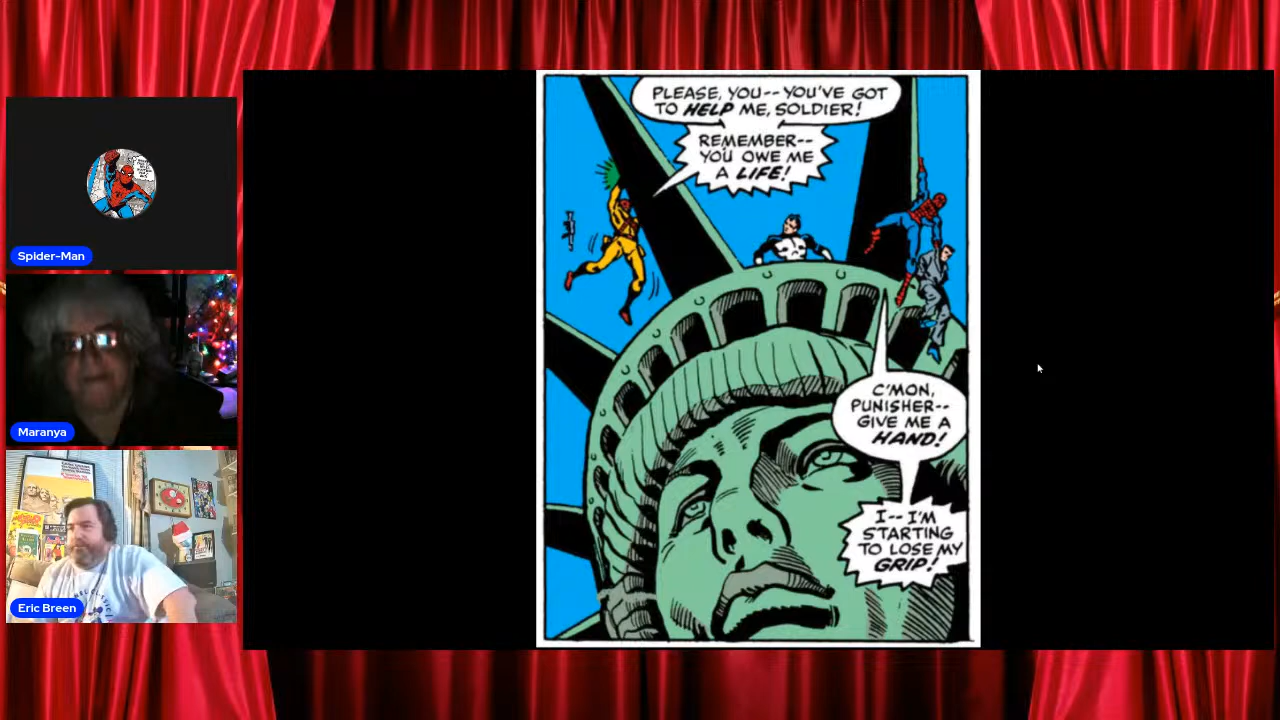 PLEASE, YOU--YOU'VE GOT
TO HELP ME, SOLDIER!
REMEMBER--
YOU OWE ME
A LIFE!
C'MON,
PUNISHER--
GIVE ME A
HAND!
I--I'M
STARTING
TO LOSE MY
GRIP!
Spider-Man
Maranya
Eric Breen